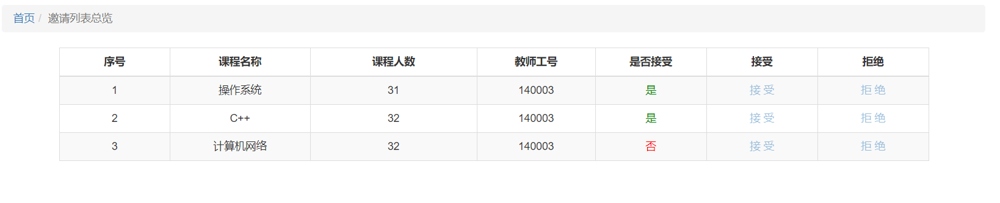 首页 / 邀请列表总览
序号 课程名称 课程人数 教师工号 是否接受 接受 拒绝
1 操作系统 31 140003 是 接 受 拒 绝
2 C++ 32 140003 是 接 受 拒 绝
3 计算机网络 32 140003 否 接 受 拒 绝